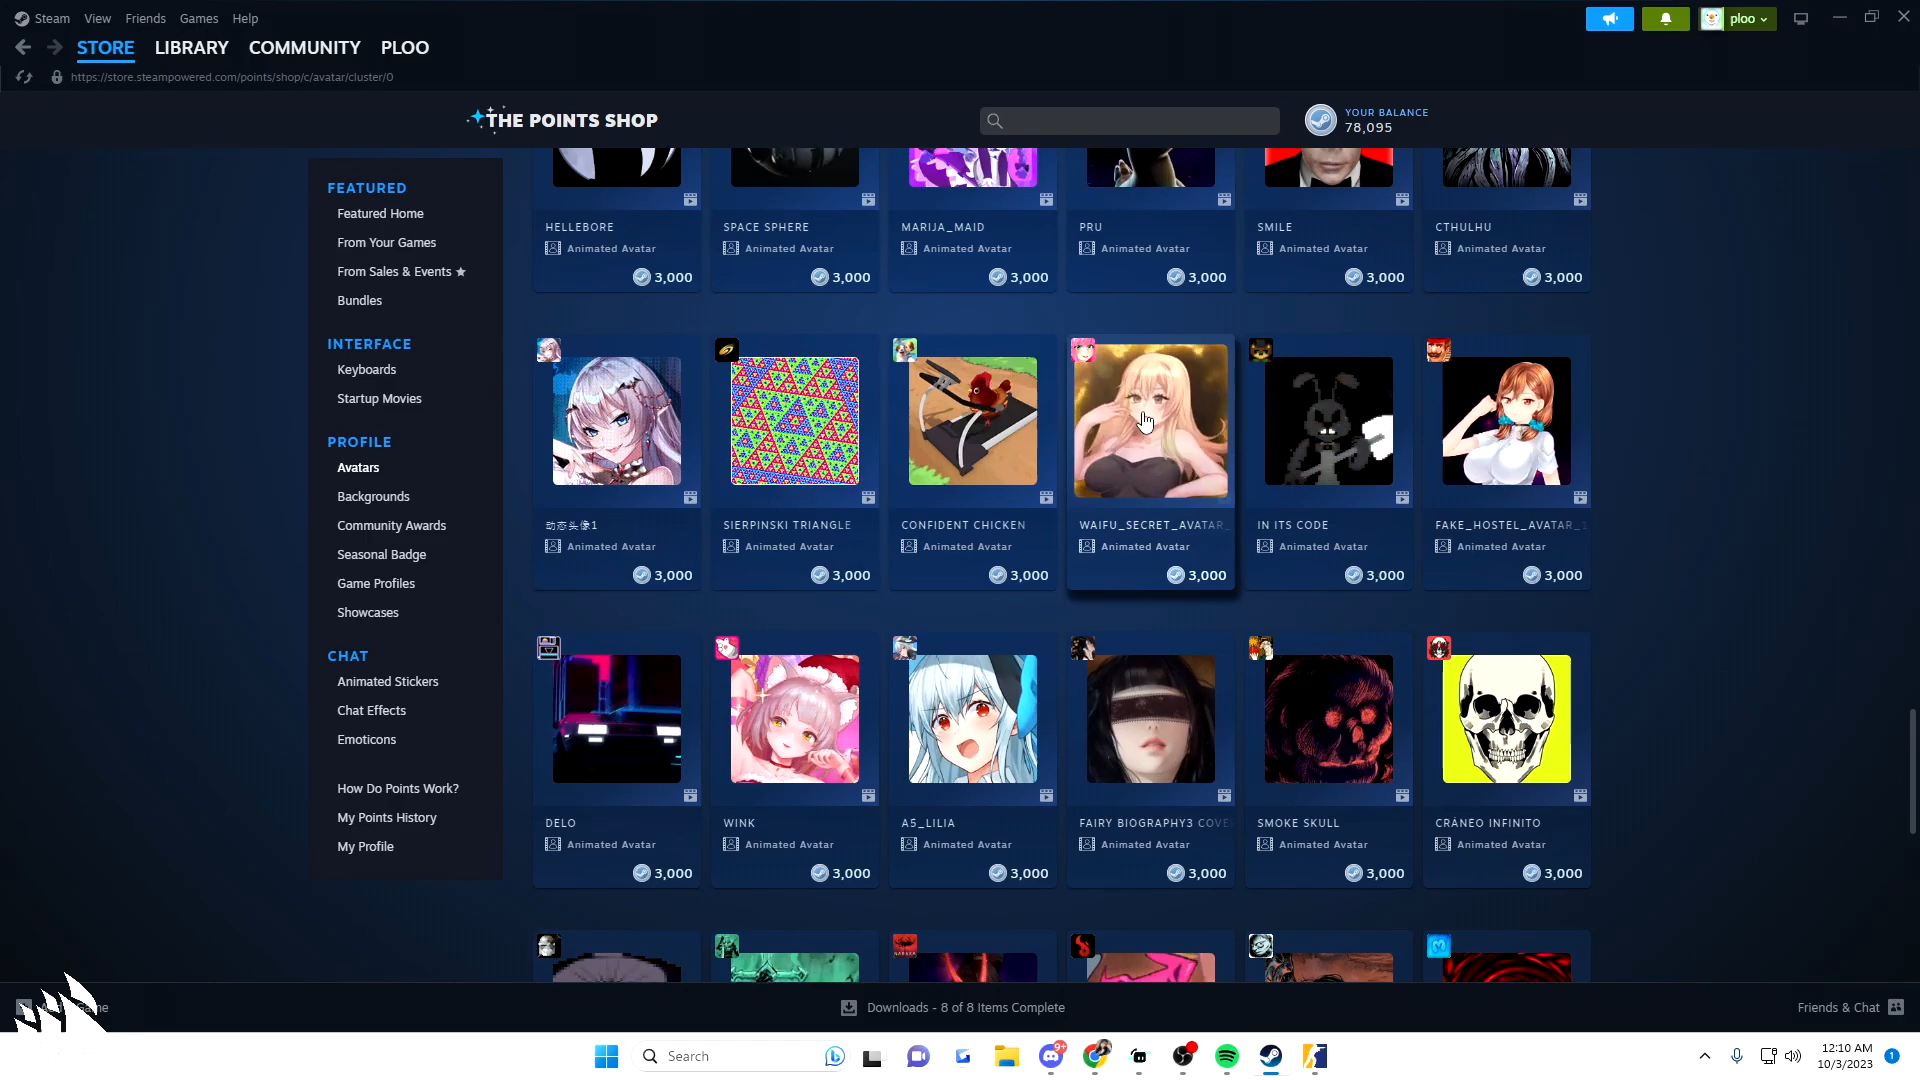 Steam View Friends Games Help
ploo
STORE LIBRARY COMMUNITY PLOO
https://store.steampowered.com/points/shop/c/avatar/cluster/0
THE POINTS SHOP
YOUR BALANCE
78,095
FEATURED
Featured Home
From Your Games
From Sales & Events
Bundles
INTERFACE
Keyboards
Startup Movies
PROFILE
Avatars
Backgrounds
Community Awards
Seasonal Badge
Game Profiles
Showcases
CHAT
Animated Stickers
Chat Effects
Emoticons
How Do Points Work?
My Points History
My Profile
HELLEBORE SPACE SPHERE MARIJA_MAID PRU SMILE CTHULHU
Animated Avatar Animated Avatar Animated Avatar Animated Avatar Animated Avatar Animated Avatar
3,000 3,000 3,000 3,000 3,000 3,000
动态头像1 SIERPINSKI TRIANGLE CONFIDENT CHICKEN WAIFU_SECRET_AVATAR_ IN ITS CODE FAKE_HOSTEL_AVATAR_1
Animated Avatar Animated Avatar Animated Avatar Animated Avatar Animated Avatar Animated Avatar
3,000 3,000 3,000 3,000 3,000 3,000
DELO WINK A5_LILIA FAIRY BIOGRAPHY3 COVE SMOKE SKULL CRÁNEO INFINITO
Animated Avatar Animated Avatar Animated Avatar Animated Avatar Animated Avatar Animated Avatar
3,000 3,000 3,000 3,000 3,000 3,000
Downloads - 8 of 8 Items Complete
Friends & Chat
Search
9+
12:10 AM
10/3/2023
1